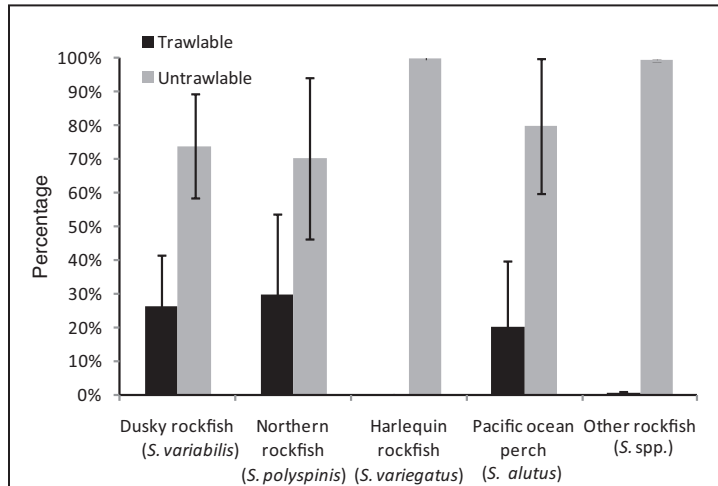 Trawlable
Untrawlable
Percentage
100%
90%
80%
70%
60%
50%
40%
30%
20%
10%
0%
Dusky rockfish
(S. variabilis)
Northern
rockfish
(S. polyspinis)
Harlequin
rockfish
(S. variegatus)
Pacific ocean
perch
(S. alutus)
Other rockfish
(S. spp.)